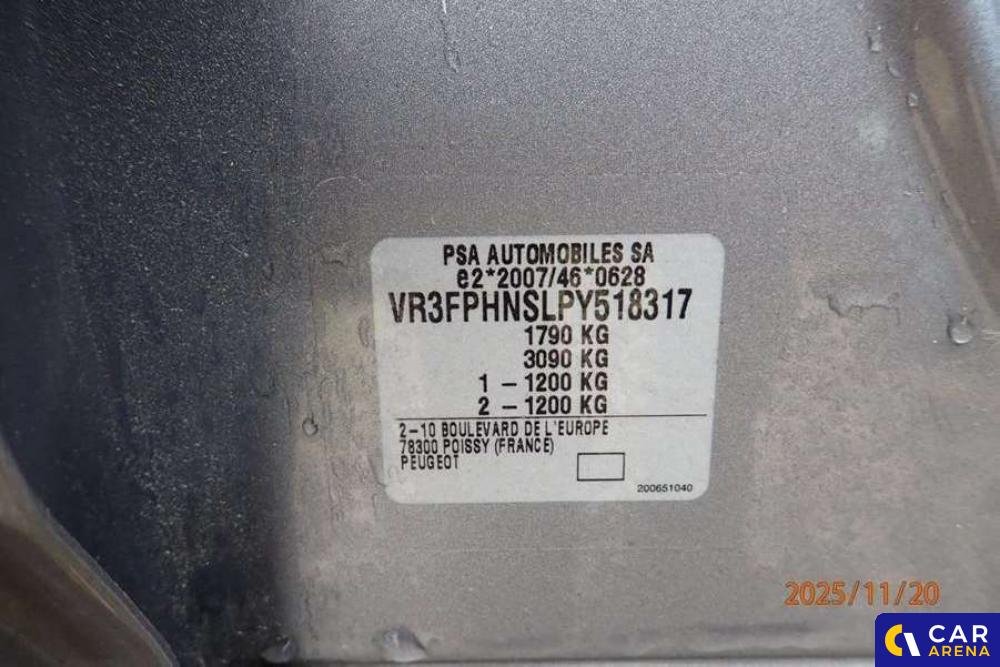 PSA AUTOMOBILES SA
e2*2007/46*0628
VR3FPHNSLPY518317
1790 KG
3090 KG
1 – 1200 KG
2 – 1200 KG
2–10 BOULEVARD DE L'EUROPE
78300 POISSY (FRANCE)
PEUGEOT
200651040
2025/11/20
CAR
ARENA